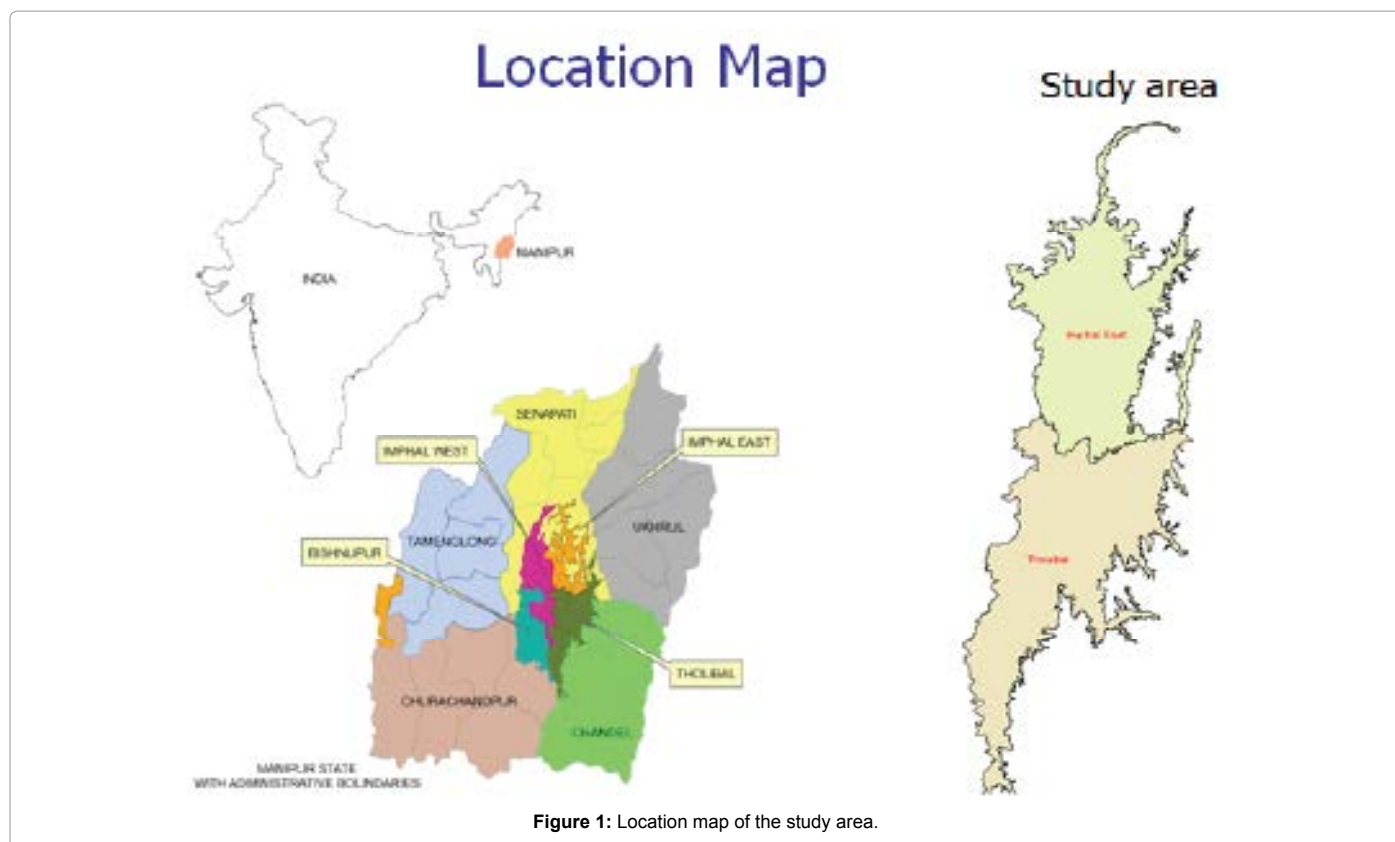 Location Map
Study area
INDIA
MANIPUR
SENAPATI
IMPHAL WEST
IMPHAL EAST
TAMENGLONG
UKHRUL
BISHNUPUR
THOUBAL
CHURACHANDPUR
CHANDEL
MANIPUR STATE
WITH ADMINISTRATIVE BOUNDARIES
Imphal East
Thoubal
Figure 1: Location map of the study area.